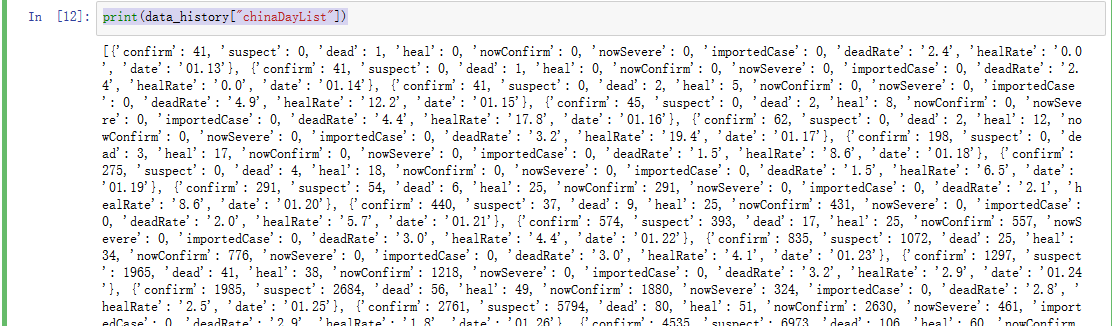 In [12]: print(data_history["chinaDayList"])
[{'confirm': 41, 'suspect': 0, 'dead': 1, 'heal': 0, 'nowConfirm': 0, 'nowSevere': 0, 'importedCase': 0, 'deadRate': '2.4', 'healRate': '0.0
', 'date': '01.13'}, {'confirm': 41, 'suspect': 0, 'dead': 1, 'heal': 0, 'nowConfirm': 0, 'nowSevere': 0, 'importedCase': 0, 'deadRate': '2.
4', 'healRate': '0.0', 'date': '01.14'}, {'confirm': 41, 'suspect': 0, 'dead': 2, 'heal': 5, 'nowConfirm': 0, 'nowSevere': 0, 'importedCase
': 0, 'deadRate': '4.9', 'healRate': '12.2', 'date': '01.15'}, {'confirm': 45, 'suspect': 0, 'dead': 2, 'heal': 8, 'nowConfirm': 0, 'nowSeve
re': 0, 'importedCase': 0, 'deadRate': '4.4', 'healRate': '17.8', 'date': '01.16'}, {'confirm': 62, 'suspect': 0, 'dead': 2, 'heal': 12, 'no
wConfirm': 0, 'nowSevere': 0, 'importedCase': 0, 'deadRate': '3.2', 'healRate': '19.4', 'date': '01.17'}, {'confirm': 198, 'suspect': 0, 'de
ad': 3, 'heal': 17, 'nowConfirm': 0, 'nowSevere': 0, 'importedCase': 0, 'deadRate': '1.5', 'healRate': '8.6', 'date': '01.18'}, {'confirm':
275, 'suspect': 0, 'dead': 4, 'heal': 18, 'nowConfirm': 0, 'nowSevere': 0, 'importedCase': 0, 'deadRate': '1.5', 'healRate': '6.5', 'date':
'01.19'}, {'confirm': 291, 'suspect': 54, 'dead': 6, 'heal': 25, 'nowConfirm': 291, 'nowSevere': 0, 'importedCase': 0, 'deadRate': '2.1', 'h
ealRate': '8.6', 'date': '01.20'}, {'confirm': 440, 'suspect': 37, 'dead': 9, 'heal': 25, 'nowConfirm': 431, 'nowSevere': 0, 'importedCase':
0, 'deadRate': '2.0', 'healRate': '5.7', 'date': '01.21'}, {'confirm': 574, 'suspect': 393, 'dead': 17, 'heal': 25, 'nowConfirm': 557, 'nowS
evere': 0, 'importedCase': 0, 'deadRate': '3.0', 'healRate': '4.4', 'date': '01.22'}, {'confirm': 835, 'suspect': 1072, 'dead': 25, 'heal':
34, 'nowConfirm': 776, 'nowSevere': 0, 'importedCase': 0, 'deadRate': '3.0', 'healRate': '4.1', 'date': '01.23'}, {'confirm': 1297, 'suspect
': 1965, 'dead': 41, 'heal': 38, 'nowConfirm': 1218, 'nowSevere': 0, 'importedCase': 0, 'deadRate': '3.2', 'healRate': '2.9', 'date': '01.24
'}, {'confirm': 1985, 'suspect': 2684, 'dead': 56, 'heal': 49, 'nowConfirm': 1880, 'nowSevere': 324, 'importedCase': 0, 'deadRate': '2.8', '
healRate': '2.5', 'date': '01.25'}, {'confirm': 2761, 'suspect': 5794, 'dead': 80, 'heal': 51, 'nowConfirm': 2630, 'nowSevere': 461, 'import
edCase': 0, 'deadRate': '2.9', 'healRate': '1.8', 'date': '01.26'}, {'confirm': 4535, 'suspect': 6973, 'dead': 106, 'heal': 60, 'nowConfirm